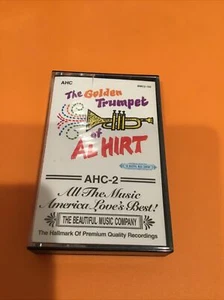 AHC
The Golden
Trumpet
of
AL HIRT
AHC-2
All The Music
America Love's Best!
THE BEAUTIFUL MUSIC COMPANY
The Hallmark Of Premium Quality Recordings